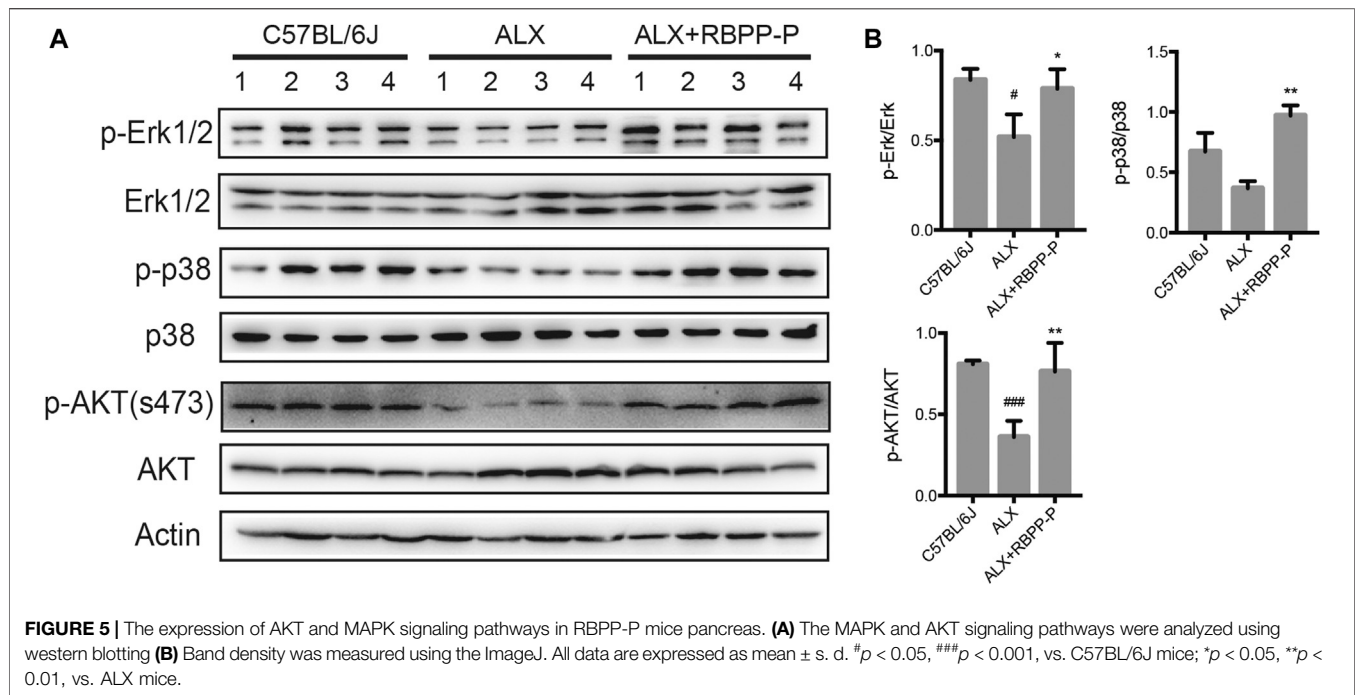 A
C57BL/6J ALX ALX+RBPP-P
1 2 3 4 1 2 3 4 1 2 3 4
p-Erk1/2
Erk1/2
p-p38
p38
p-AKT(s473)
AKT
Actin
B
p-Erk/Erk
1.0
0.5
0.0
#
*
C57BL/6J
ALX
ALX+RBPP-P
p-p38/p38
1.5
1.0
0.5
0.0
**
C57BL/6J
ALX
ALX+RBPP-P
p-AKT/AKT
1.0
0.5
0.0
###
**
C57BL/6J
ALX
ALX+RBPP-P
FIGURE 5 | The expression of AKT and MAPK signaling pathways in RBPP-P mice pancreas. (A) The MAPK and AKT signaling pathways were analyzed using
western blotting (B) Band density was measured using the ImageJ. All data are expressed as mean ± s. d. #p < 0.05, ###p < 0.001, vs. C57BL/6J mice; *p < 0.05, **p <
0.01, vs. ALX mice.